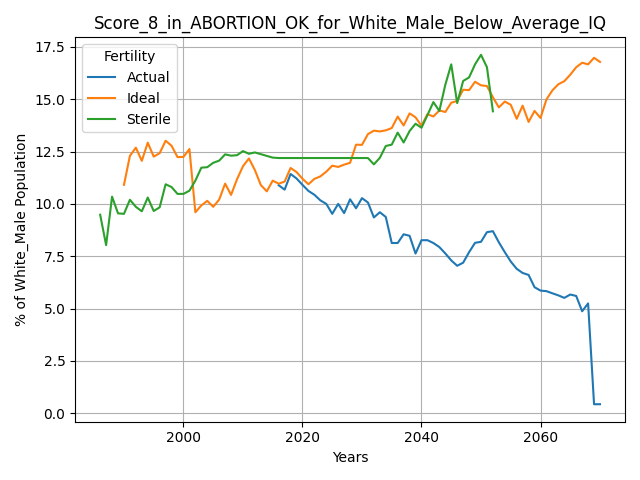 Score_8_in_ABORTION_OK_for_White_Male_Below_Average_IQ
Fertility
Actual
Ideal
Sterile
% of White_Male Population
17.5
15.0
12.5
10.0
7.5
5.0
2.5
0.0
2000 2020 2040 2060
Years